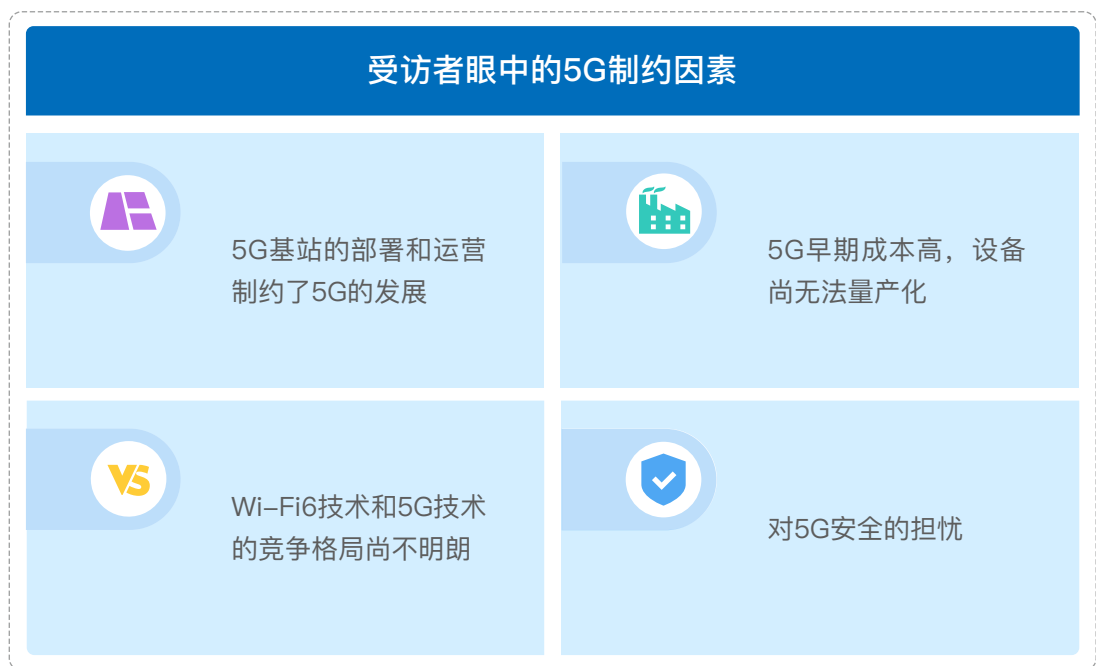 受访者眼中的5G制约因素
5G基站的部署和运营
制约了5G的发展
5G早期成本高，设备
尚无法量产化
VS
Wi-Fi6技术和5G技术
的竞争格局尚不明朗
对5G安全的担忧